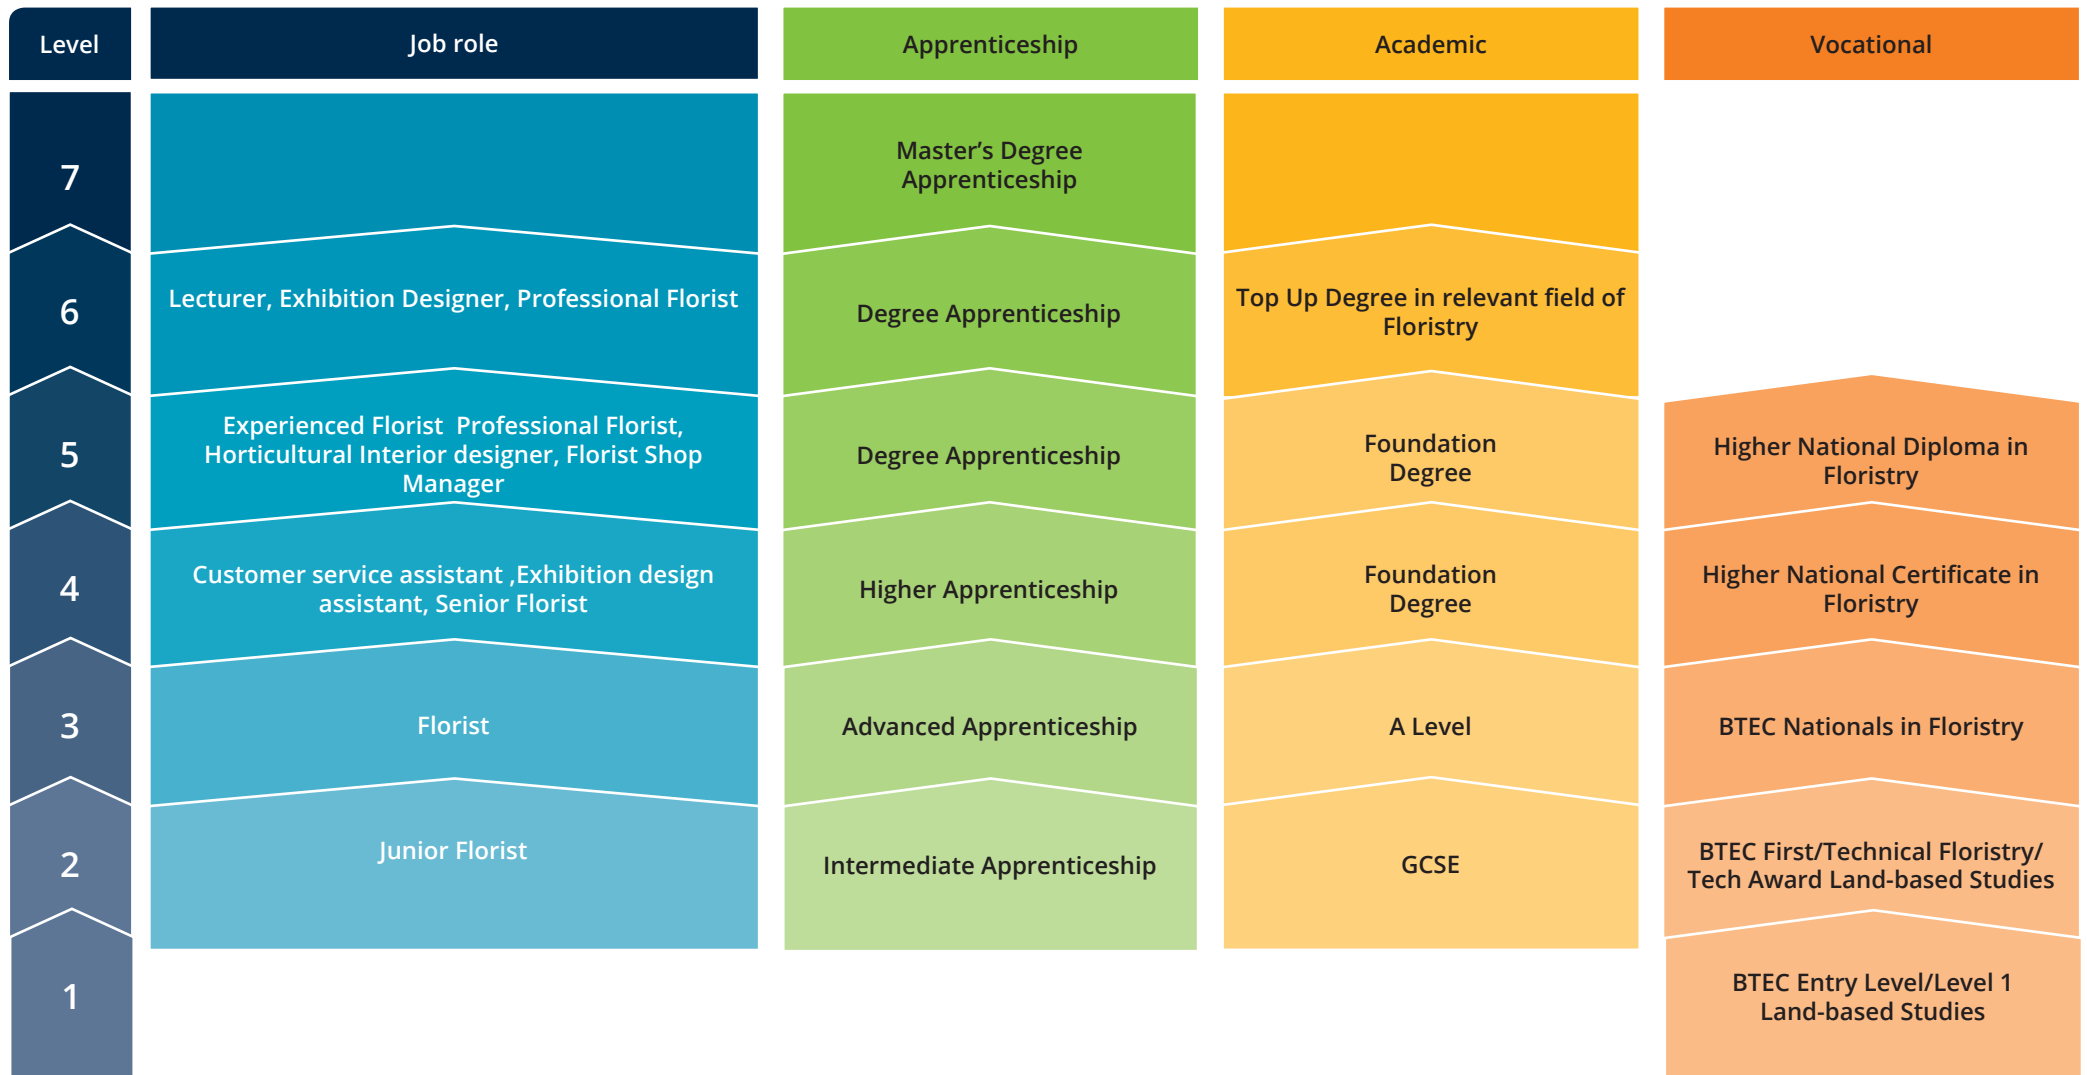 Level
Job role
Apprenticeship
Academic
Vocational
7
Master’s Degree
Apprenticeship
6
Lecturer, Exhibition Designer, Professional Florist
Degree Apprenticeship
Top Up Degree in relevant field of
Floristry
5
Experienced Florist  Professional Florist,
Horticultural Interior designer, Florist Shop
Manager
Degree Apprenticeship
Foundation
Degree
Higher National Diploma in
Floristry
4
Customer service assistant ,Exhibition design
assistant, Senior Florist
Higher Apprenticeship
Foundation
Degree
Higher National Certificate in
Floristry
3
Florist
Advanced Apprenticeship
A Level
BTEC Nationals in Floristry
2
Junior Florist
Intermediate Apprenticeship
GCSE
BTEC First/Technical Floristry/
Tech Award Land-based Studies
1
BTEC Entry Level/Level 1
Land-based Studies